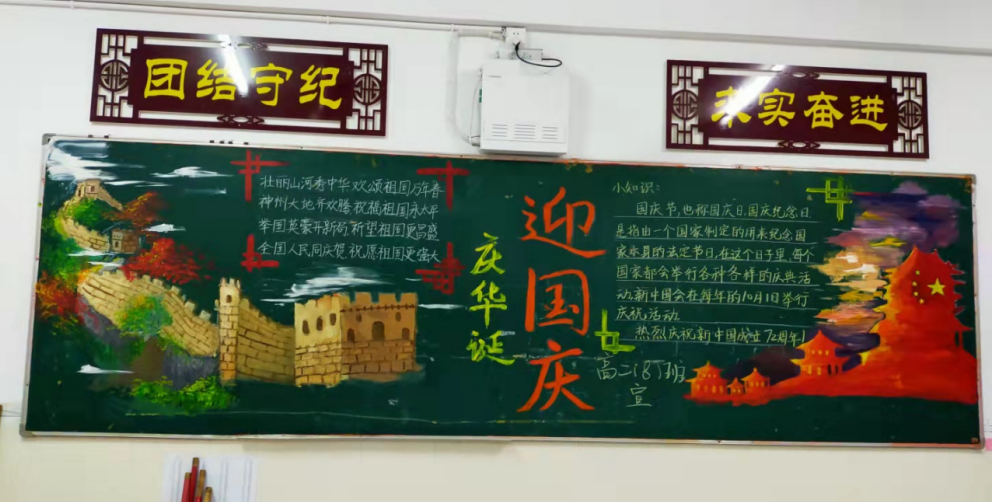 团结守纪
求实奋进
壮丽山河秀中华欢颂祖国万年春
神州大地齐欢腾祝福祖国永太平
举国英豪开新功祈望祖国更昌盛
全国人民同庆贺祝愿祖国更强大
庆华诞
迎国庆
高二(8)班
宣
小知识:
国庆节,也称国庆日、国庆纪念日
是指由一个国家制定的用来纪念国
家本身的法定节日,在这个日子里,每个
国家都会举行各种各样的庆典活
动,新中国会在每年的10月1日举行
庆祝活动
热烈庆祝新中国成立72周年!